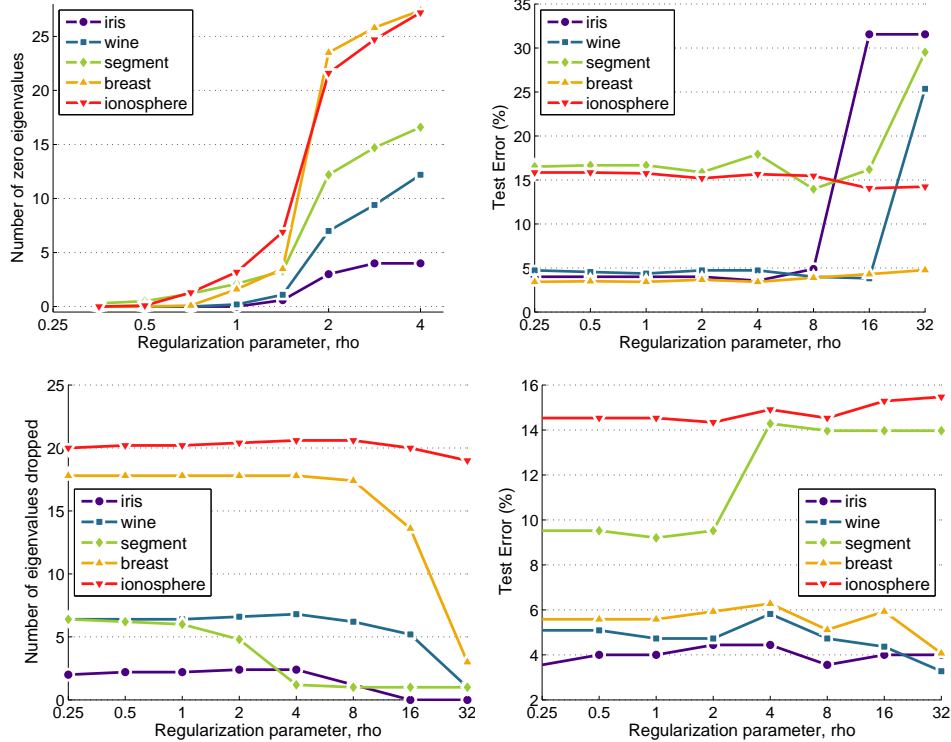 25
20
15
10
5
0
0.25
0.5
1
2
4
Number of zero eigenvalues
Regularization parameter, rho
iris
wine
segment
breast
ionosphere
35
30
25
20
15
10
5
0
0.25
0.5
1
2
4
8
16
32
Test Error (%)
Regularization parameter, rho
iris
wine
segment
breast
ionosphere
25
20
15
10
5
0
0.25
0.5
1
2
4
8
16
32
Number of eigenvalues dropped
Regularization parameter, rho
iris
wine
segment
breast
ionosphere
16
14
12
10
8
6
4
2
0.25
0.5
1
2
4
8
16
32
Test Error (%)
Regularization parameter, rho
iris
wine
segment
breast
ionosphere